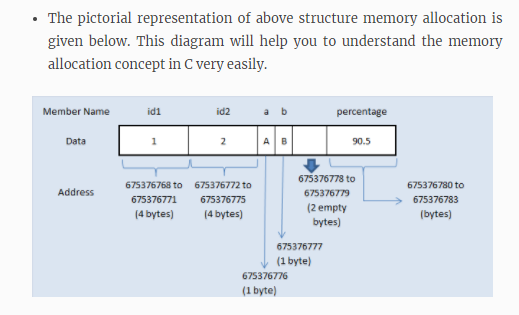 • The pictorial representation of above structure memory allocation is
given below. This diagram will help you to understand the memory
allocation concept in C very easily.
Member Name id1 id2 a b percentage
Data 1 2 A B 90.5
Address
675376768 to
675376771
(4 bytes)
675376772 to
675376775
(4 bytes)
675376778 to
675376779
(2 empty
bytes)
675376780 to
675376783
(bytes)
675376777
(1 byte)
675376776
(1 byte)